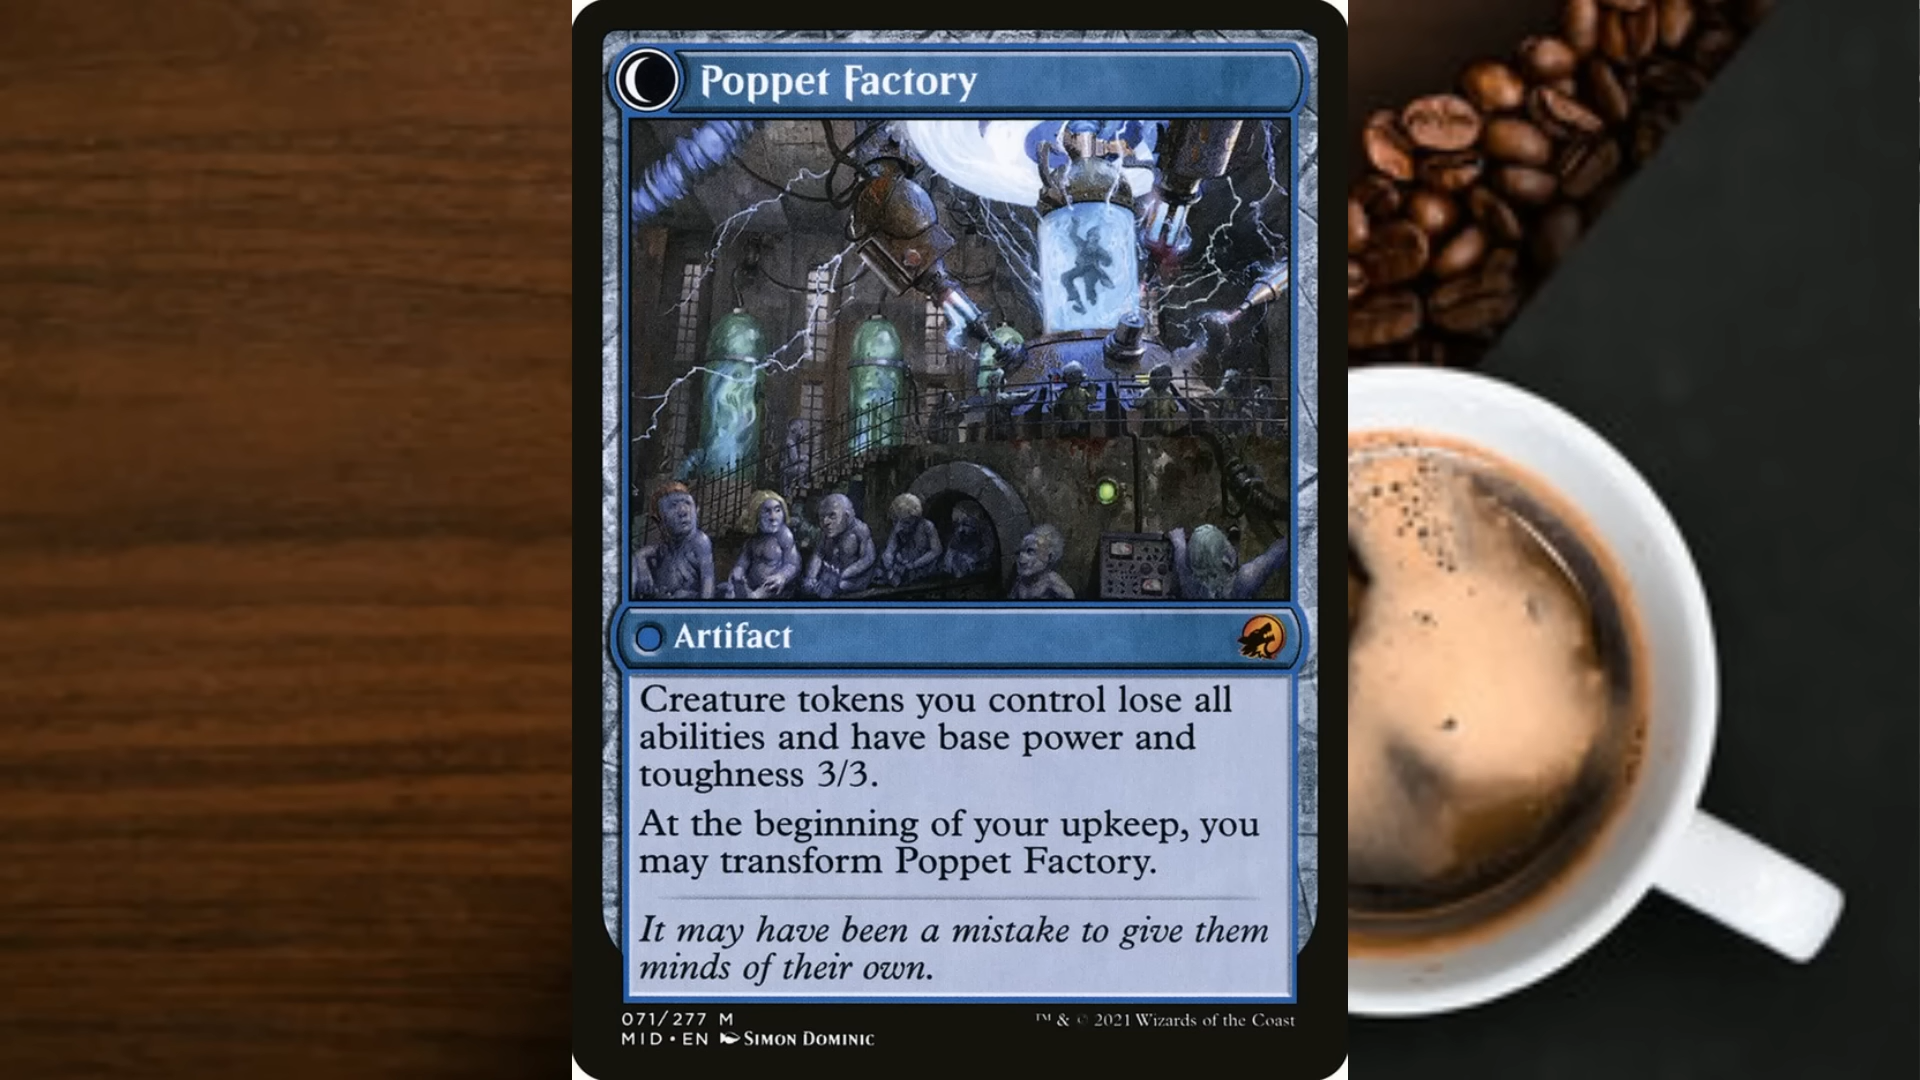 Poppet Factory
Artifact
Creature tokens you control lose all
abilities and have base power and
toughness 3/3.
At the beginning of your upkeep, you
may transform Poppet Factory.
It may have been a mistake to give them
minds of their own.
071/277 M
MID • EN Simon Dominic
™ & © 2021 Wizards of the Coast